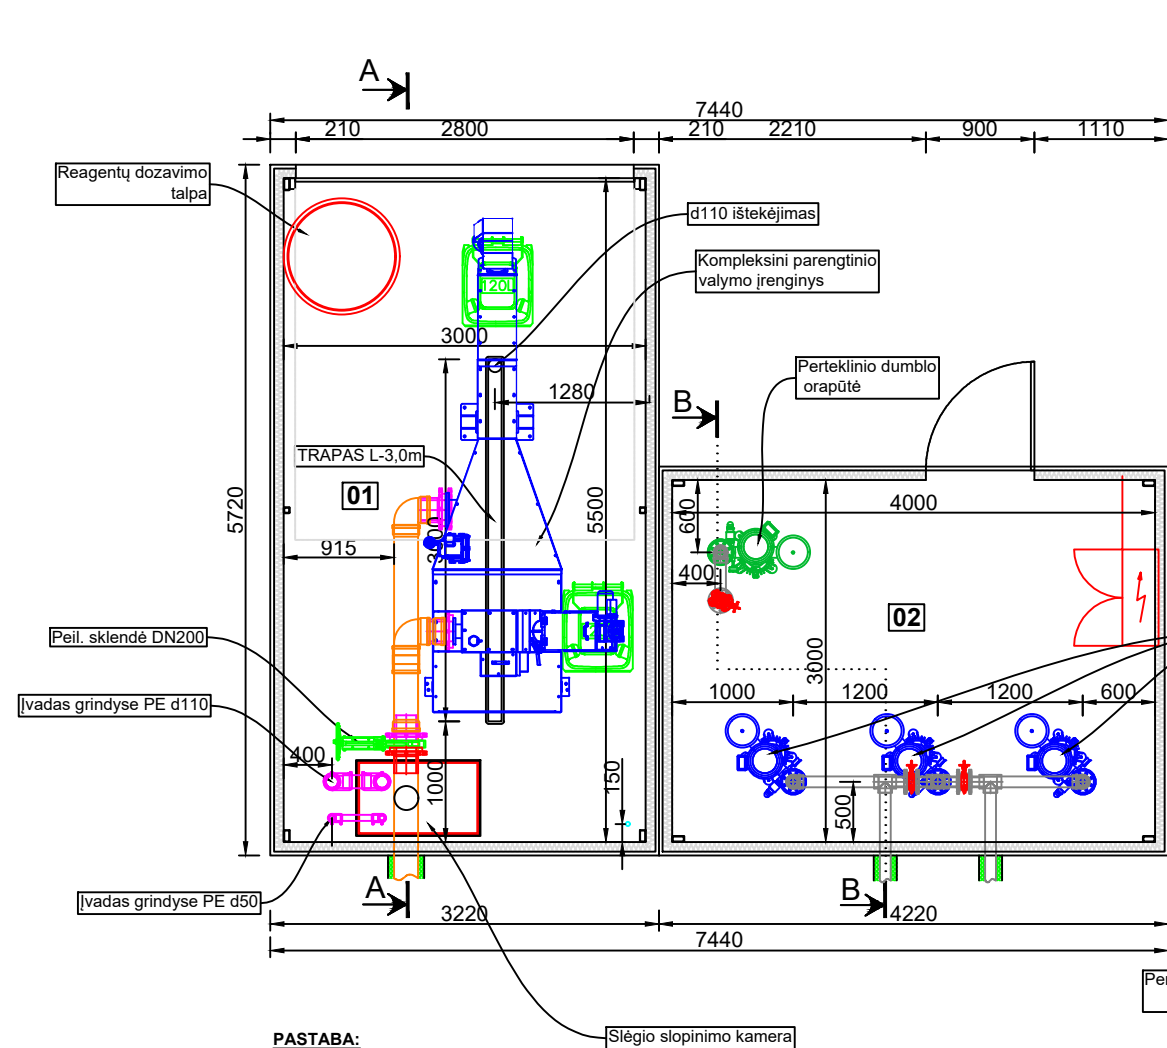 A
7440
210
2800
210
2210
900
1110
Reagentų dozavimo
talpa
d110 ištekėjimas
Kompleksini parengtinio
valymo įrenginys
120L
3000
1280
Perteklinio dumblo
orapūtė
B
TRAPAS L-3,0m
01
5720
5500
600
4000
915
400
02
Peil. sklendė DN200
3000
1000
1200
1200
600
Įvadas grindyse PE d110
400
1000
150
500
Įvadas grindyse PE d50
A
B
3220
4220
7440
Slėgio slopinimo kamera
PASTABA: